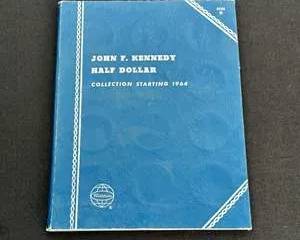 JOHN F. KENNEDY
HALF DOLLAR
COLLECTION STARTING 1964